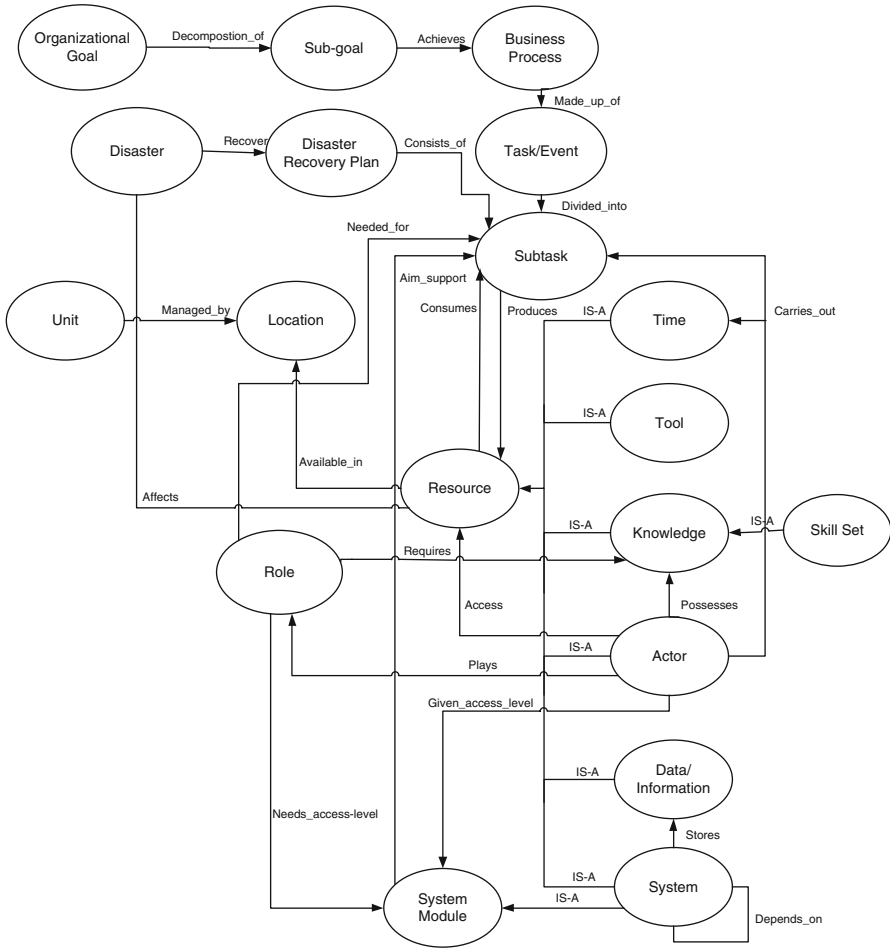 Organizational
Goal
Decompostion_of
Sub-goal
Achieves
Business
Process
Made_up_of
Disaster
Recover
Disaster
Recovery Plan
Consists_of
Task/Event
Divided_into
Needed_for
Subtask
Aim_support
Consumes
Produces
Unit
Managed_by
Location
IS-A
Time
Carries_out
IS-A
Tool
Available_in
Resource
Affects
IS-A
Knowledge
IS-A
Skill Set
Role
Requires
Access
Possesses
IS-A
Actor
Plays
Given_access_level
IS-A
Data/
Information
Stores
Needs_access-level
IS-A
System
IS-A
System
Module
Depends_on